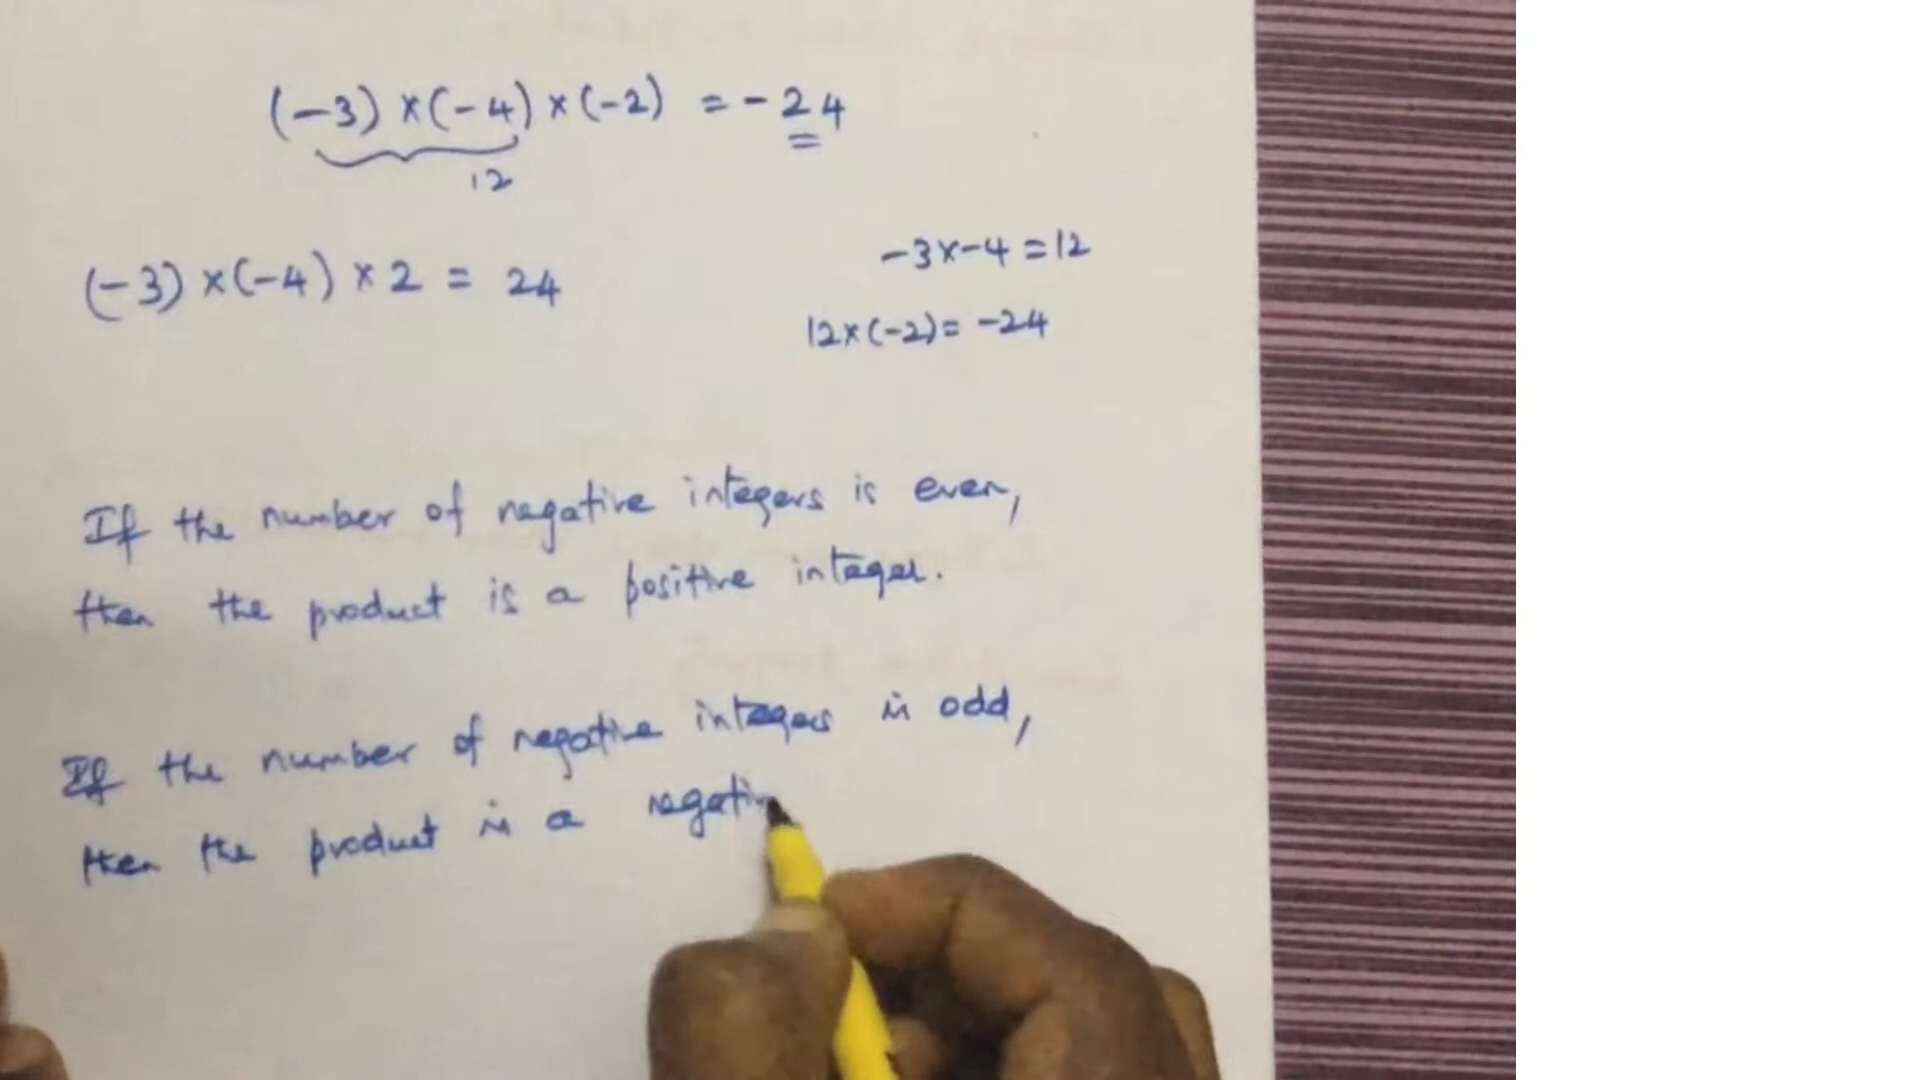 (-3) ×(-4) ×(-2) = -24
12
(-3) ×(-4) × 2 = 24
-3×-4 = 12
12×(-2)= -24
If the number of negative integers is even,
then the product is a positive integer.
If the number of negative integers is odd,
then the product is a negativ